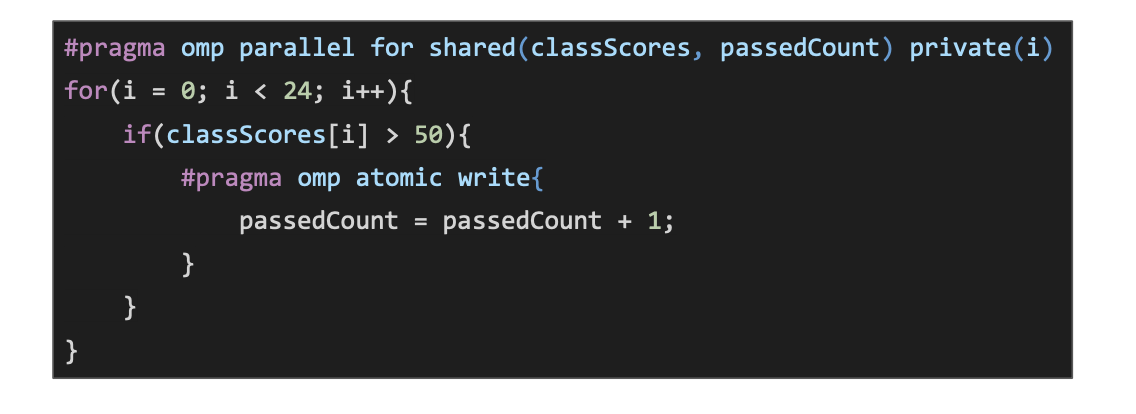 #pragma omp parallel for shared(classScores, passedCount) private(i)
for(i = 0; i < 24; i++){
    if(classScores[i] > 50){
        #pragma omp atomic write{
            passedCount = passedCount + 1;
        }
    }
}